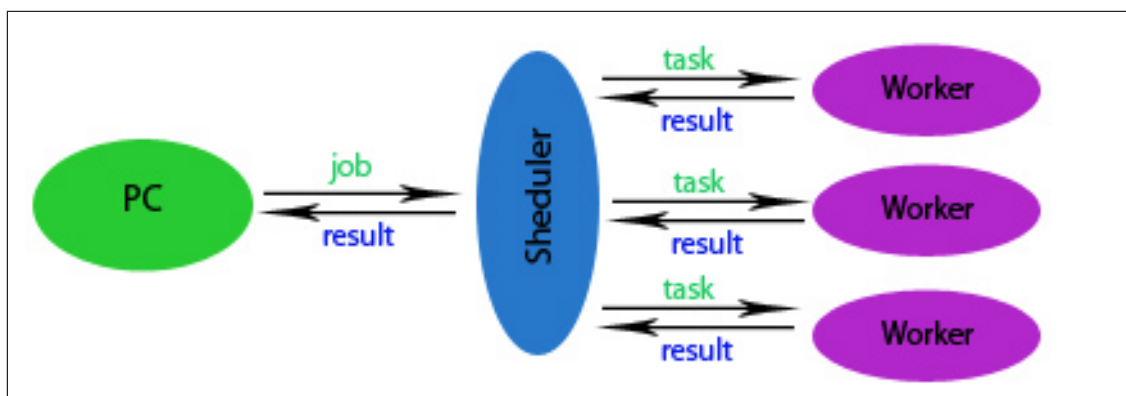 PC
job
result
Sheduler
task
result
Worker
task
result
Worker
task
result
Worker